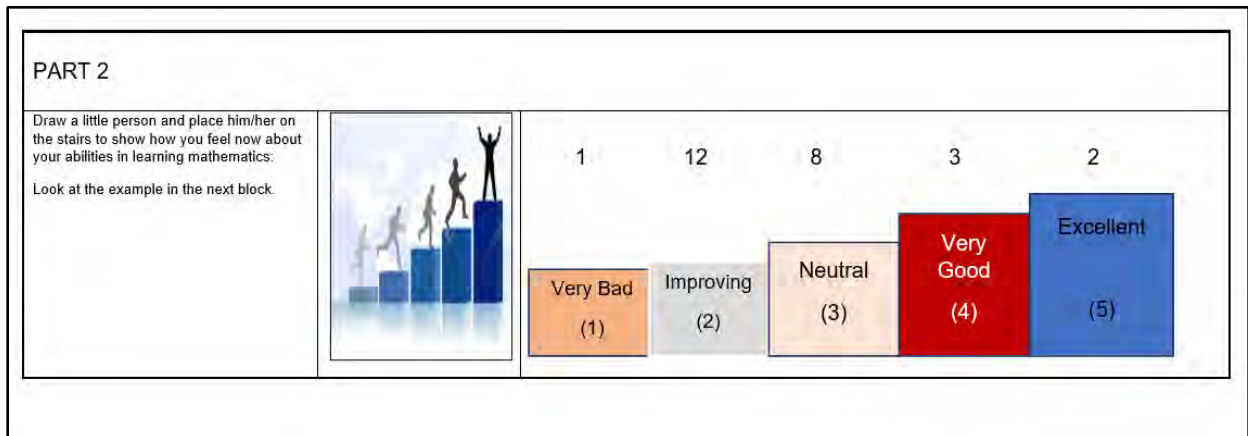 PART 2
Draw a little person and place him/her on
the stairs to show how you feel now about
your abilities in learning mathematics:
Look at the example in the next block.
1 12 8 3 2
Very Bad
(1)
Improving
(2)
Neutral
(3)
Very
Good
(4)
Excellent
(5)